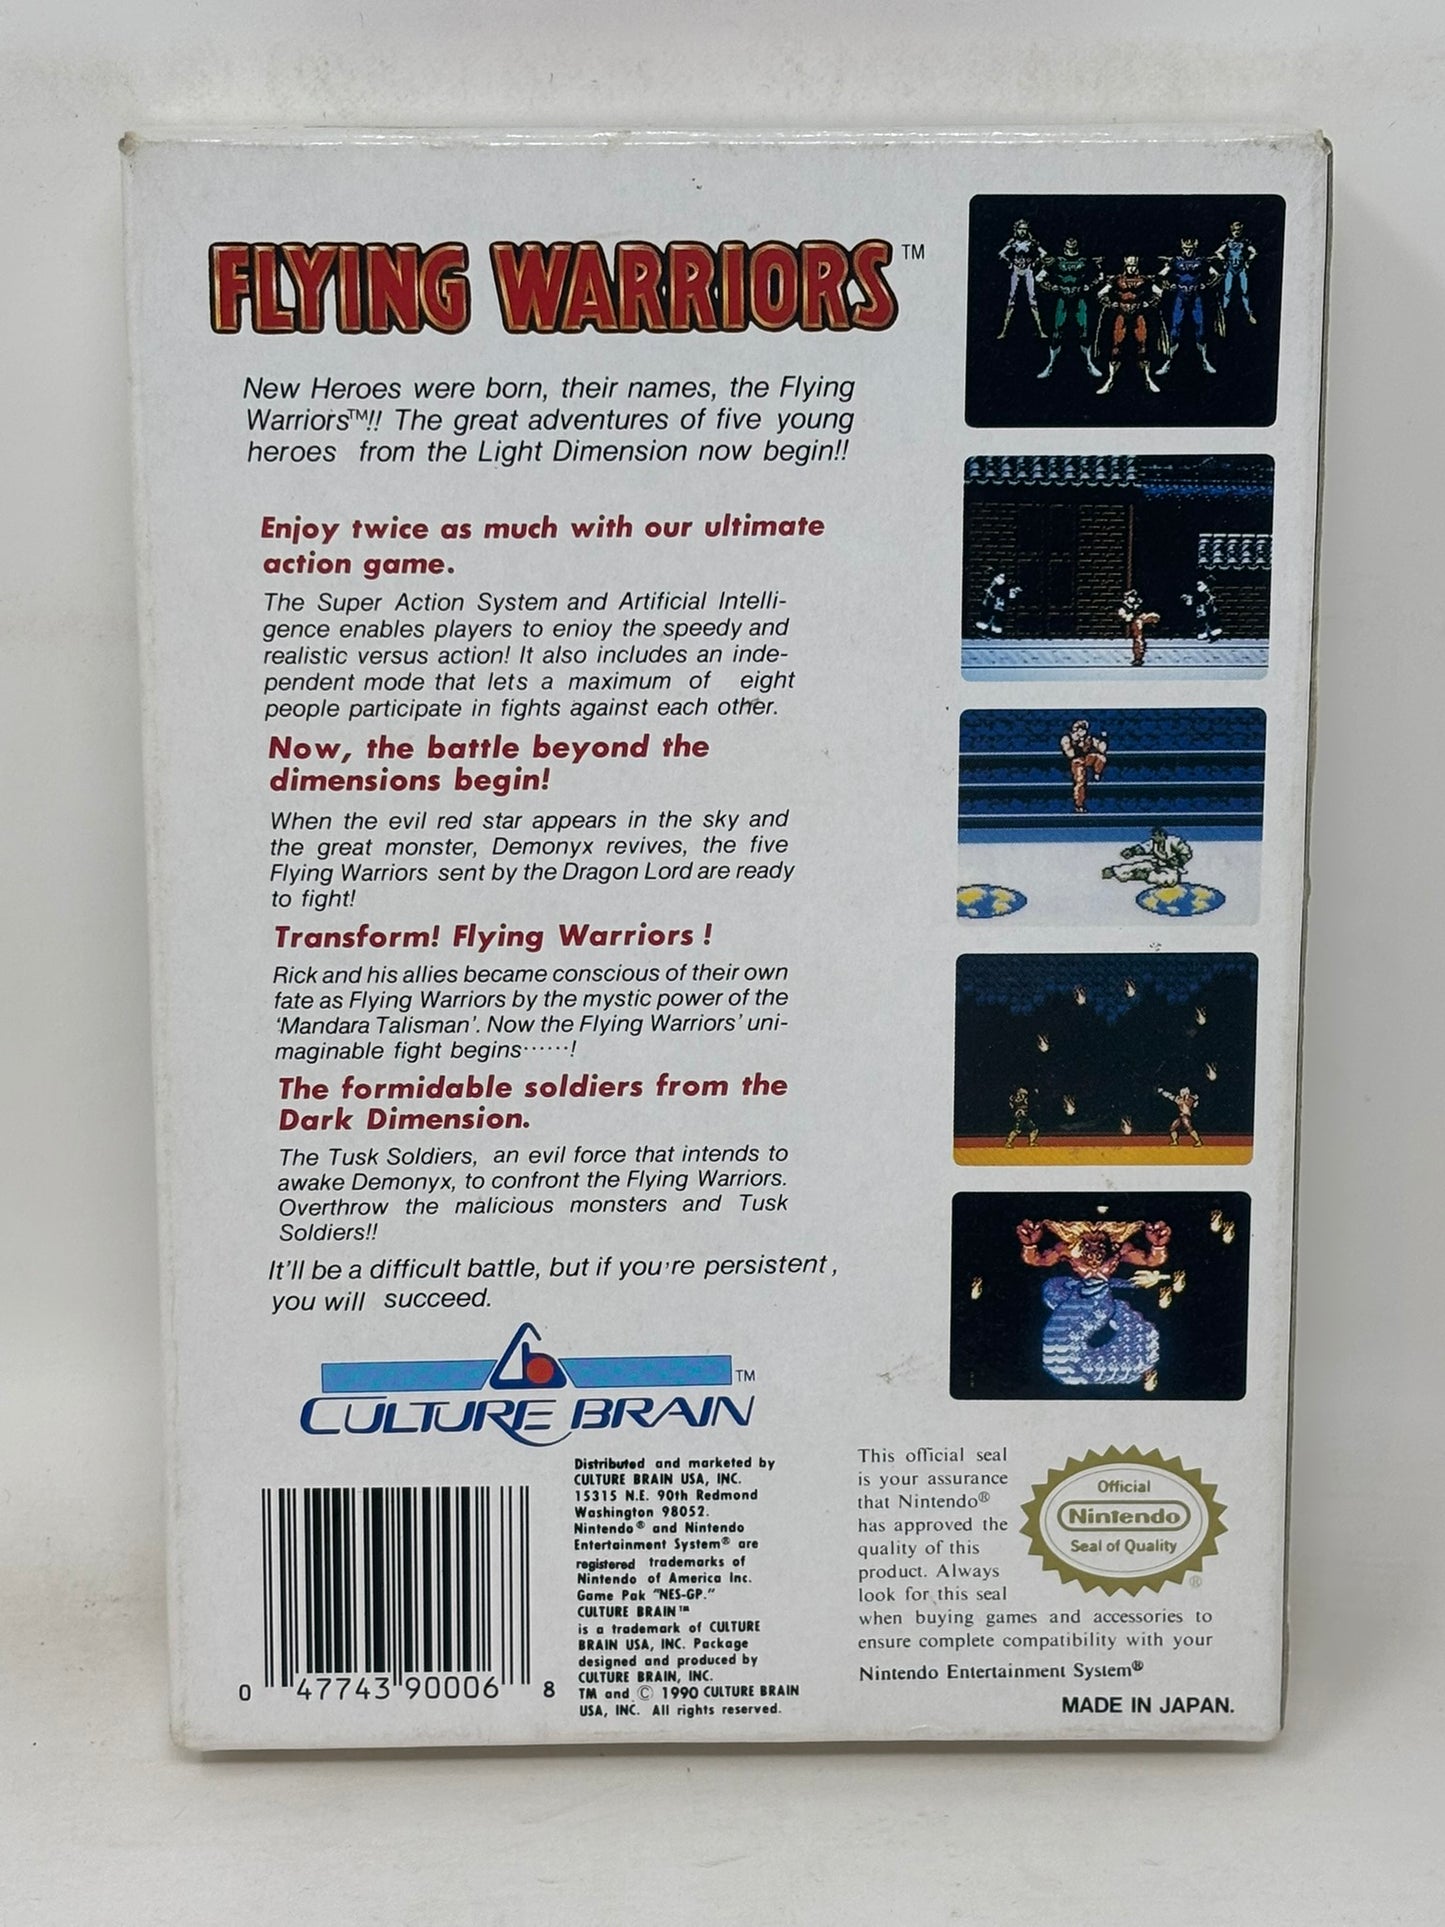 FLYING WARRIORS™
New Heroes were born, their names, the Flying
Warriors™!! The great adventures of five young
heroes from the Light Dimension now begin!!
Enjoy twice as much with our ultimate
action game.
The Super Action System and Artificial Intelli-
gence enables players to enjoy the speedy and
realistic versus action! It also includes an inde-
pendent mode that lets a maximum of eight
people participate in fights against each other.
Now, the battle beyond the
dimensions begin!
When the evil red star appears in the sky and
the great monster, Demonyx revives, the five
Flying Warriors sent by the Dragon Lord are ready
to fight!
Transform! Flying Warriors !
Rick and his allies became conscious of their own
fate as Flying Warriors by the mystic power of the
'Mandara Talisman'. Now the Flying Warriors' uni-
maginable fight begins⋯⋯!
The formidable soldiers from the
Dark Dimension.
The Tusk Soldiers, an evil force that intends to
awake Demonyx, to confront the Flying Warriors.
Overthrow the malicious monsters and Tusk
Soldiers!!
It'll be a difficult battle, but if you're persistent,
you will succeed.
CULTURE BRAIN™
Distributed and marketed by
CULTURE BRAIN USA, INC.
15315 N.E. 90th Redmond
Washington 98052.
Nintendo® and Nintendo
Entertainment System® are
registered trademarks of
Nintendo of America Inc.
Game Pak "NES-GP."
CULTURE BRAIN™
is a trademark of CULTURE
BRAIN USA, INC. Package
designed and produced by
CULTURE BRAIN, INC.
TM and © 1990 CULTURE BRAIN
USA, INC. All rights reserved.
0 47743 90006 8
This official seal
is your assurance
that Nintendo®
has approved the
quality of this
product. Always
look for this seal
when buying games and accessories to
ensure complete compatibility with your
Nintendo Entertainment System®
Official
Nintendo
Seal of Quality
®
MADE IN JAPAN.